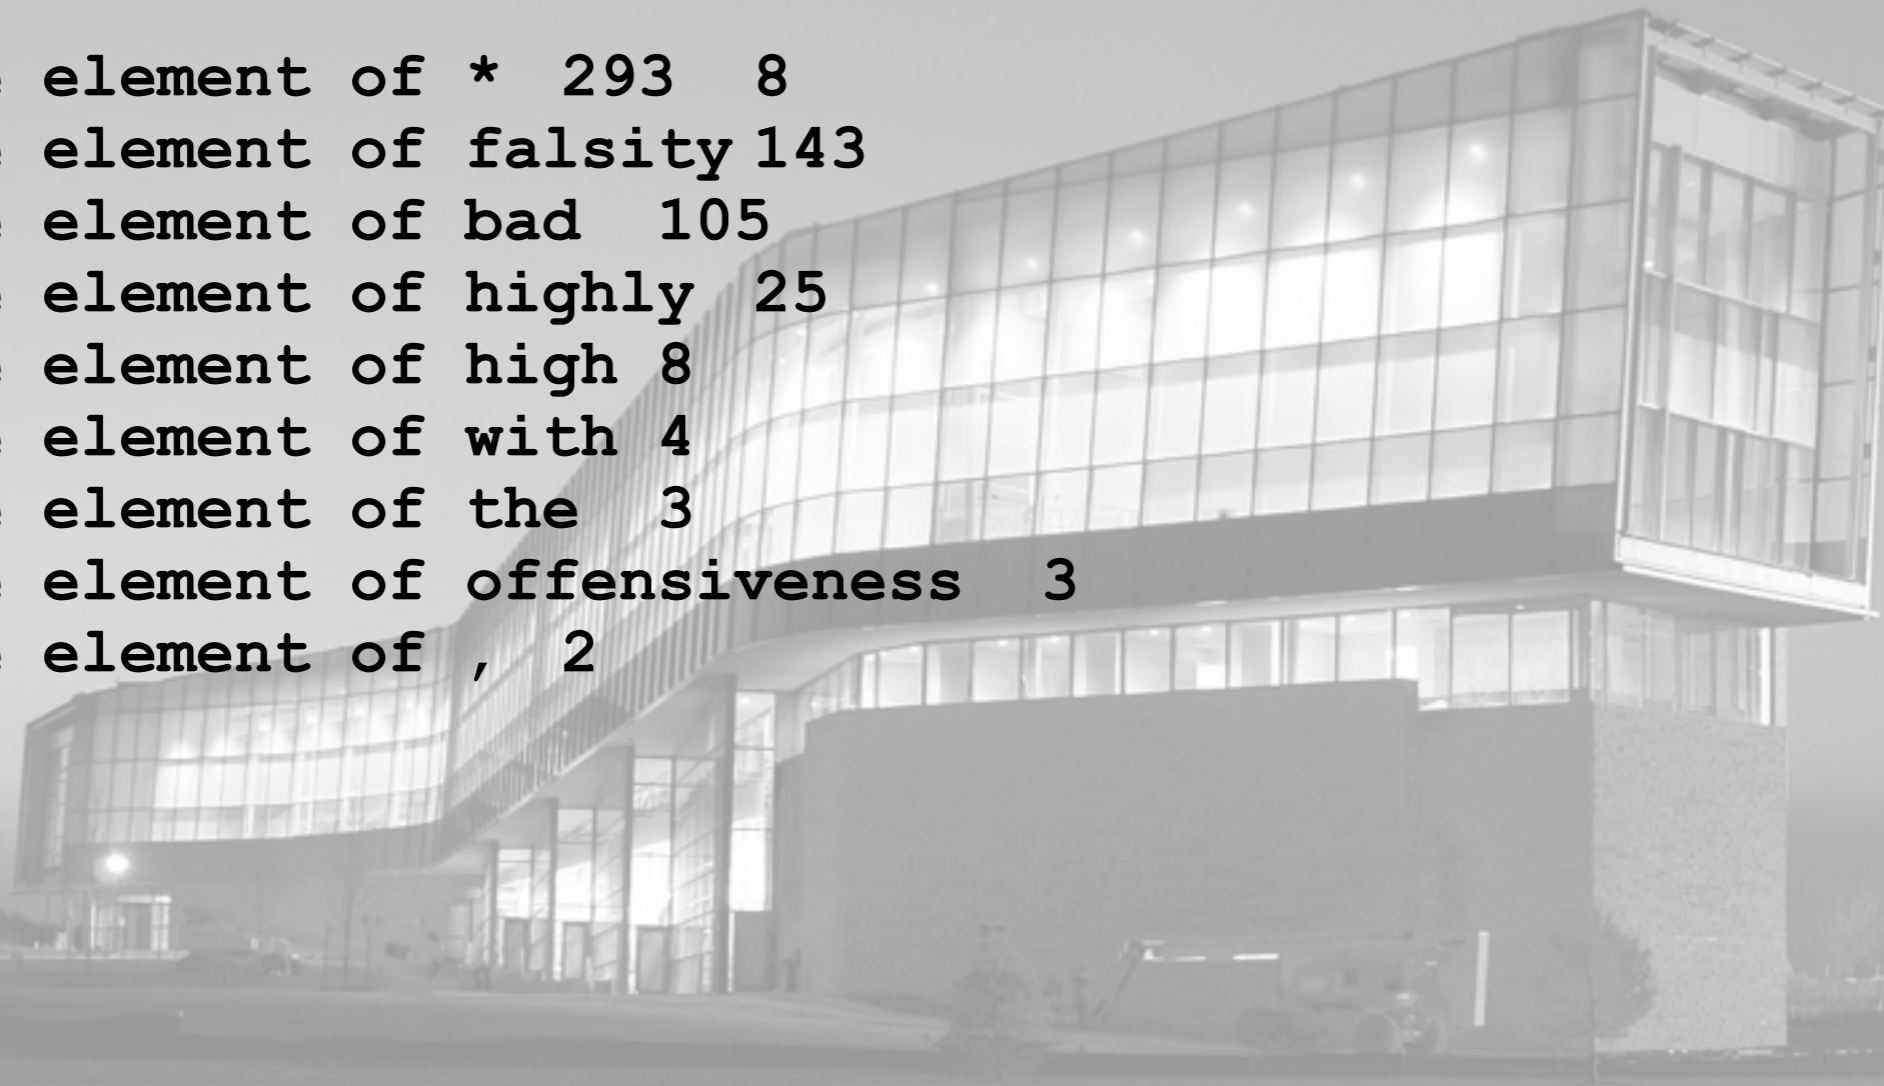 e element of * 293 8
e element of falsity 143
e element of bad 105
e element of highly 25
e element of high 8
e element of with 4
e element of the 3
e element of offensiveness 3
e element of , 2